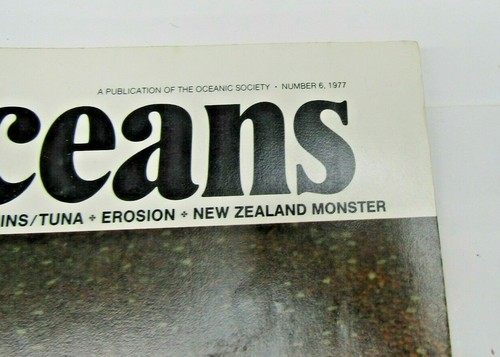 A PUBLICATION OF THE OCEANIC SOCIETY · NUMBER 6, 1977
ceans
INS/TUNA ÷ EROSION ÷ NEW ZEALAND MONSTER